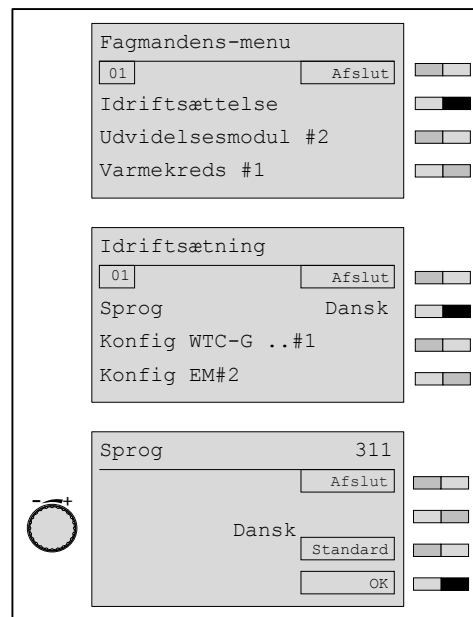 Fagmandens-menu
01 Afslut
Idriftsættelse
Udvidelsesmodul #2
Varmekreds #1
Idriftsætning
01 Afslut
Sprog Dansk
Konfig WTC-G ..#1
Konfig EM#2
Sprog 311
Afslut
- +
Dansk
Standard
OK